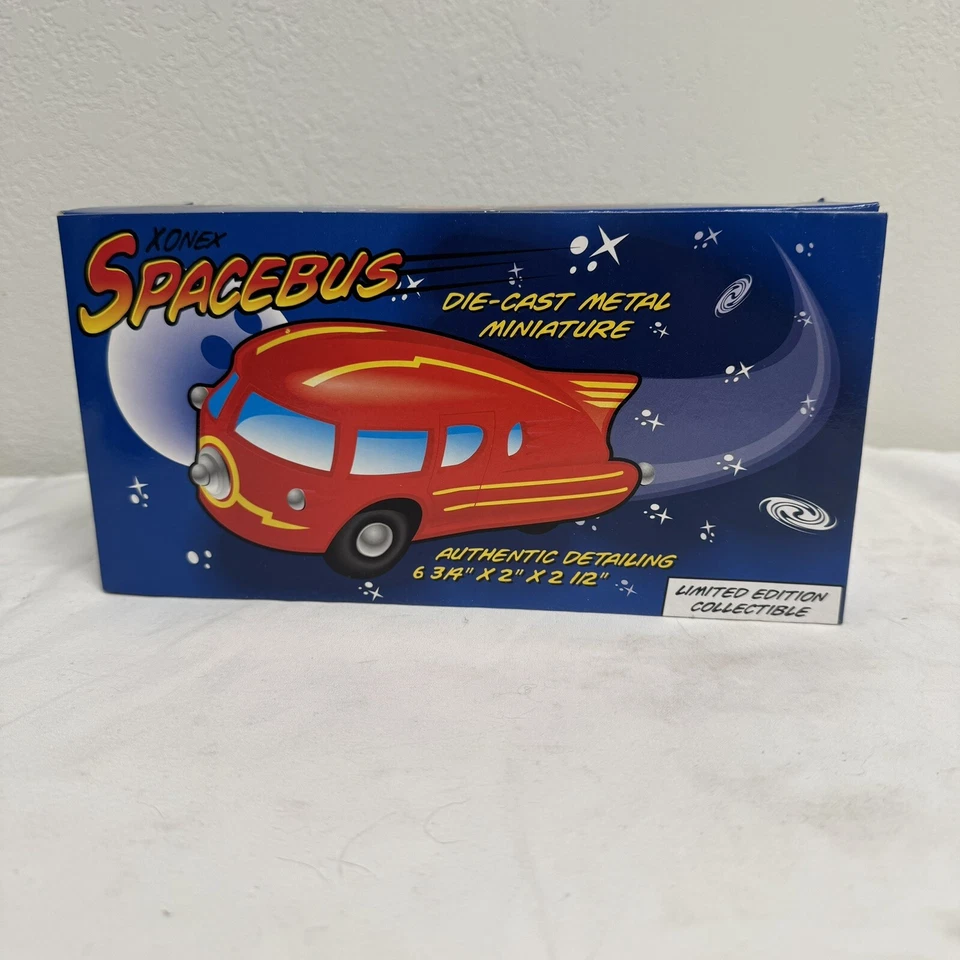 XONEX
SPACEBUS
DIE-CAST METAL
MINIATURE
AUTHENTIC DETAILING
6 3/4" X 2" X 2 1/2"
LIMITED EDITION
COLLECTIBLE